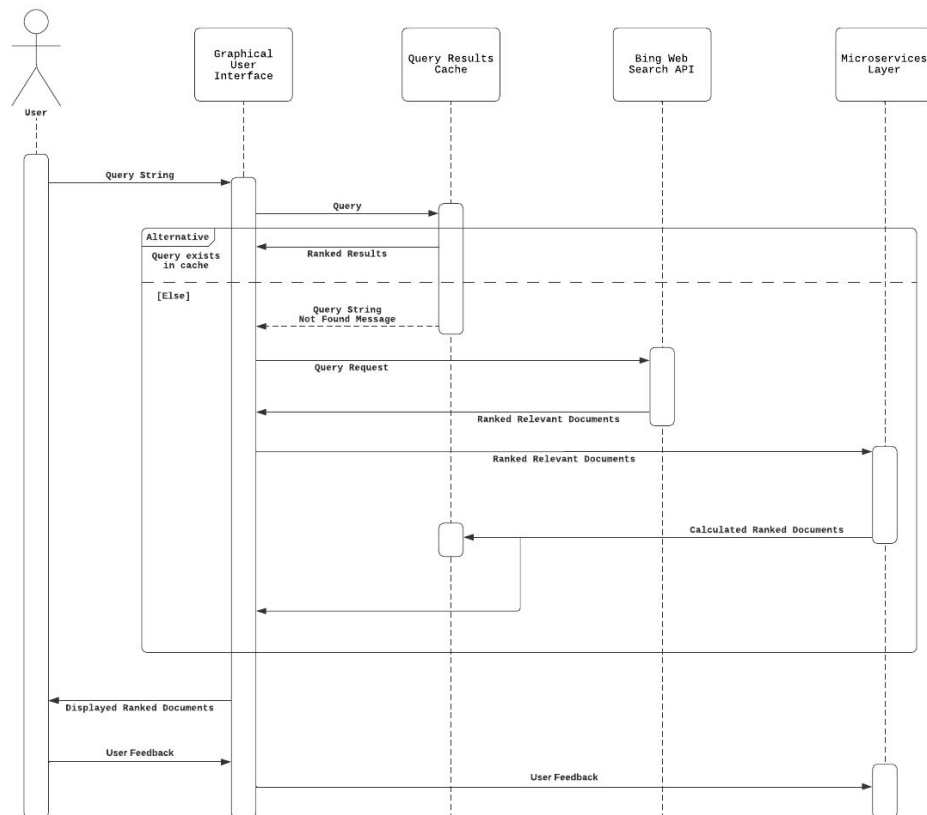 Graphical
User
Interface
Query Results
Cache
Bing Web
Search API
Microservices
Layer
User
Query String
Query
Alternative
Ranked Results
Query exists
in cache
[Else]
Query String
Not Found Message
Query Request
Ranked Relevant Documents
Ranked Relevant Documents
Calculated Ranked Documents
Displayed Ranked Documents
User Feedback
User Feedback